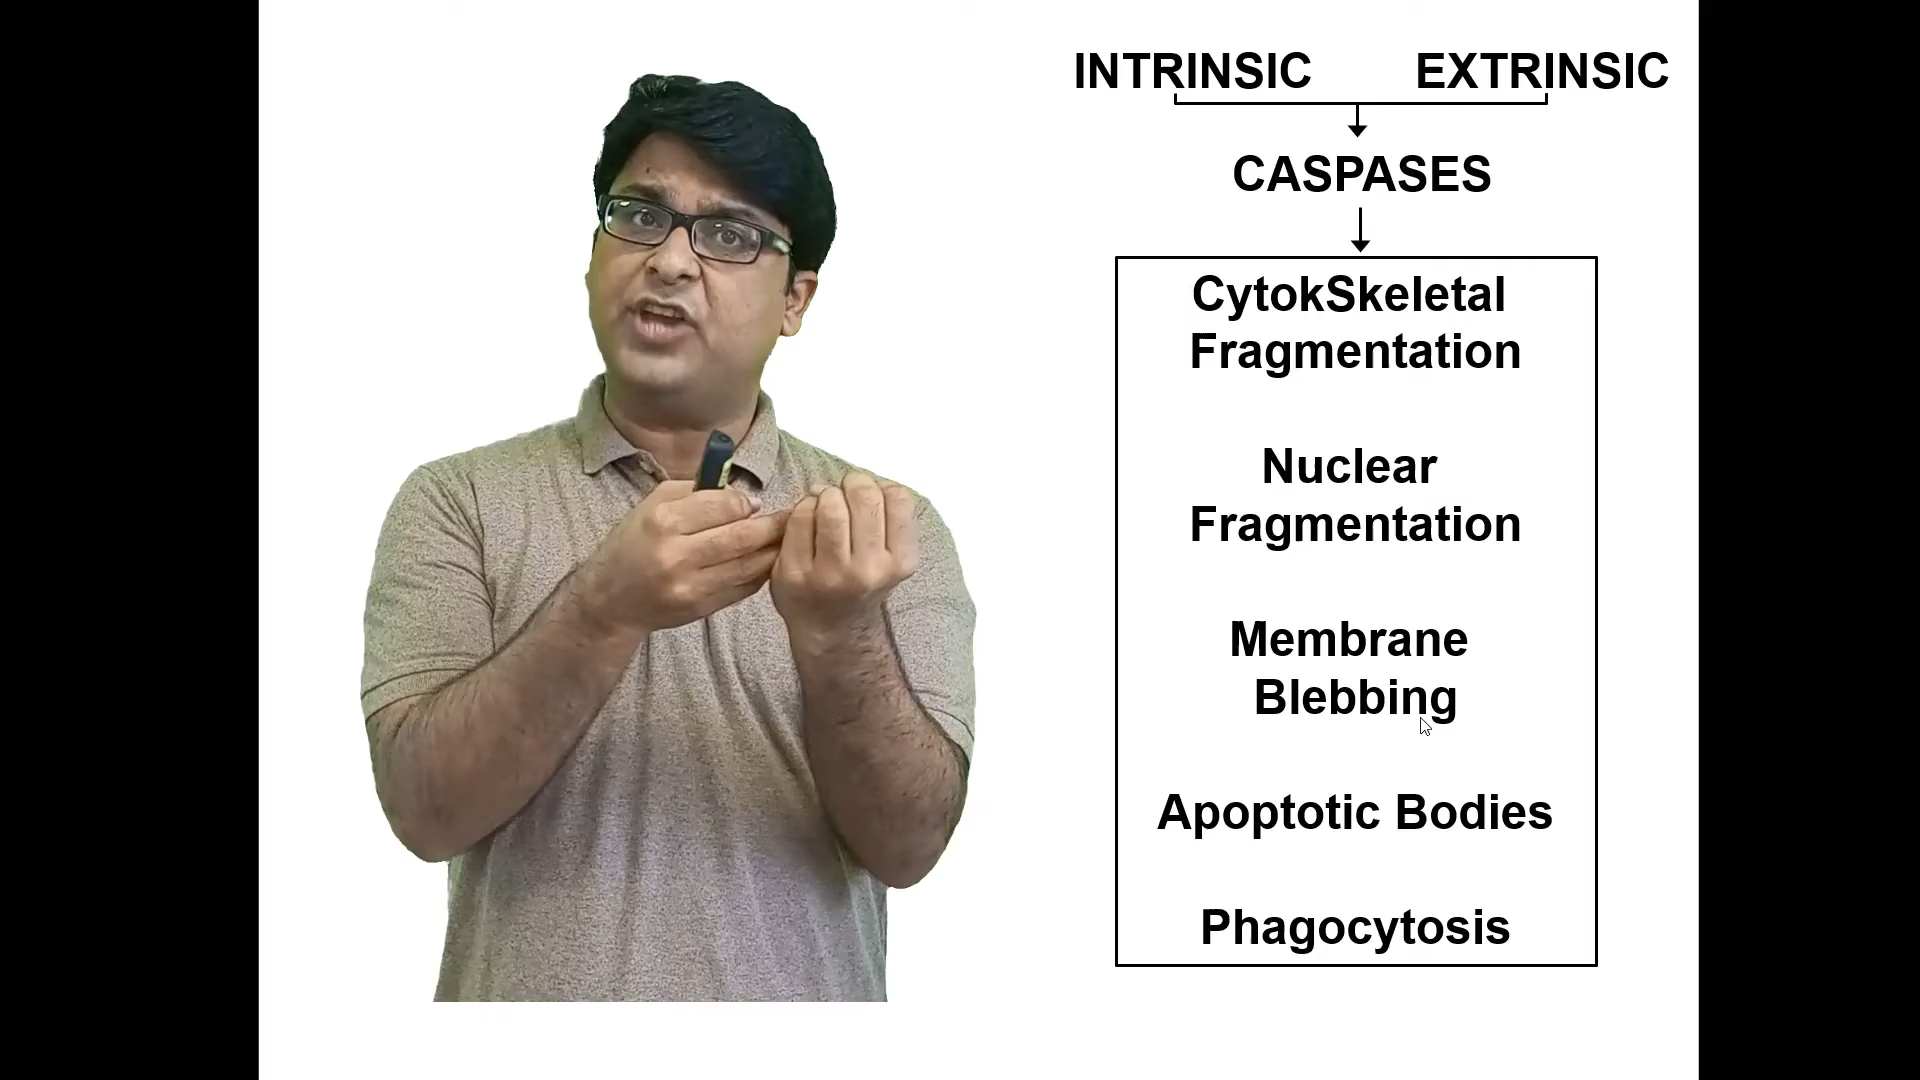 INTRINSIC EXTRINSIC
CASPASES
CytokSkeletal
Fragmentation
Nuclear
Fragmentation
Membrane
Blebbing
Apoptotic Bodies
Phagocytosis